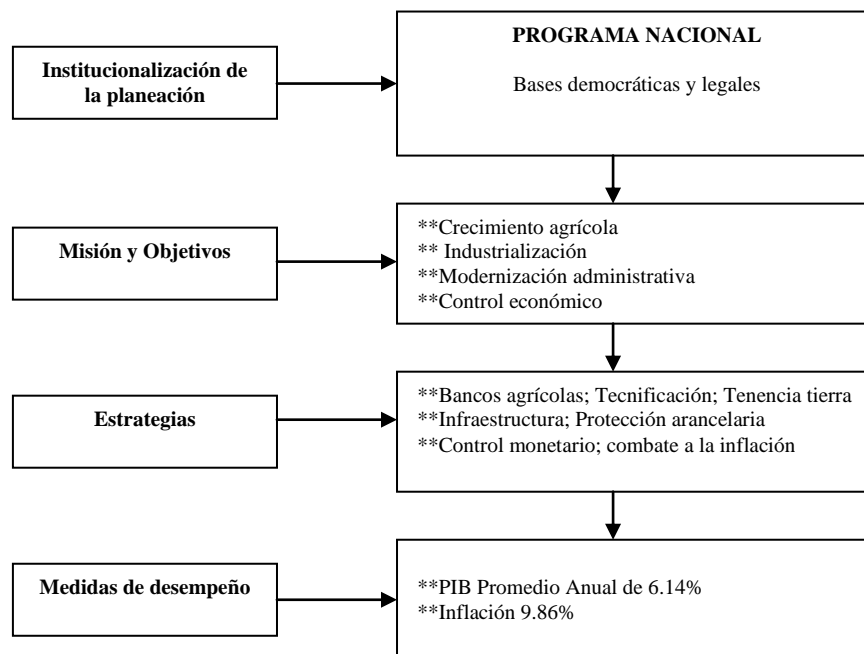 Institucionalización de
la planeación
PROGRAMA NACIONAL
Bases democráticas y legales
Misión y Objetivos
**Crecimiento agrícola
** Industrialización
**Modernización administrativa
**Control económico
Estrategias
**Bancos agrícolas; Tecnificación; Tenencia tierra
**Infraestructura; Protección arancelaria
**Control monetario; combate a la inflación
Medidas de desempeño
**PIB Promedio Anual de 6.14%
**Inflación 9.86%